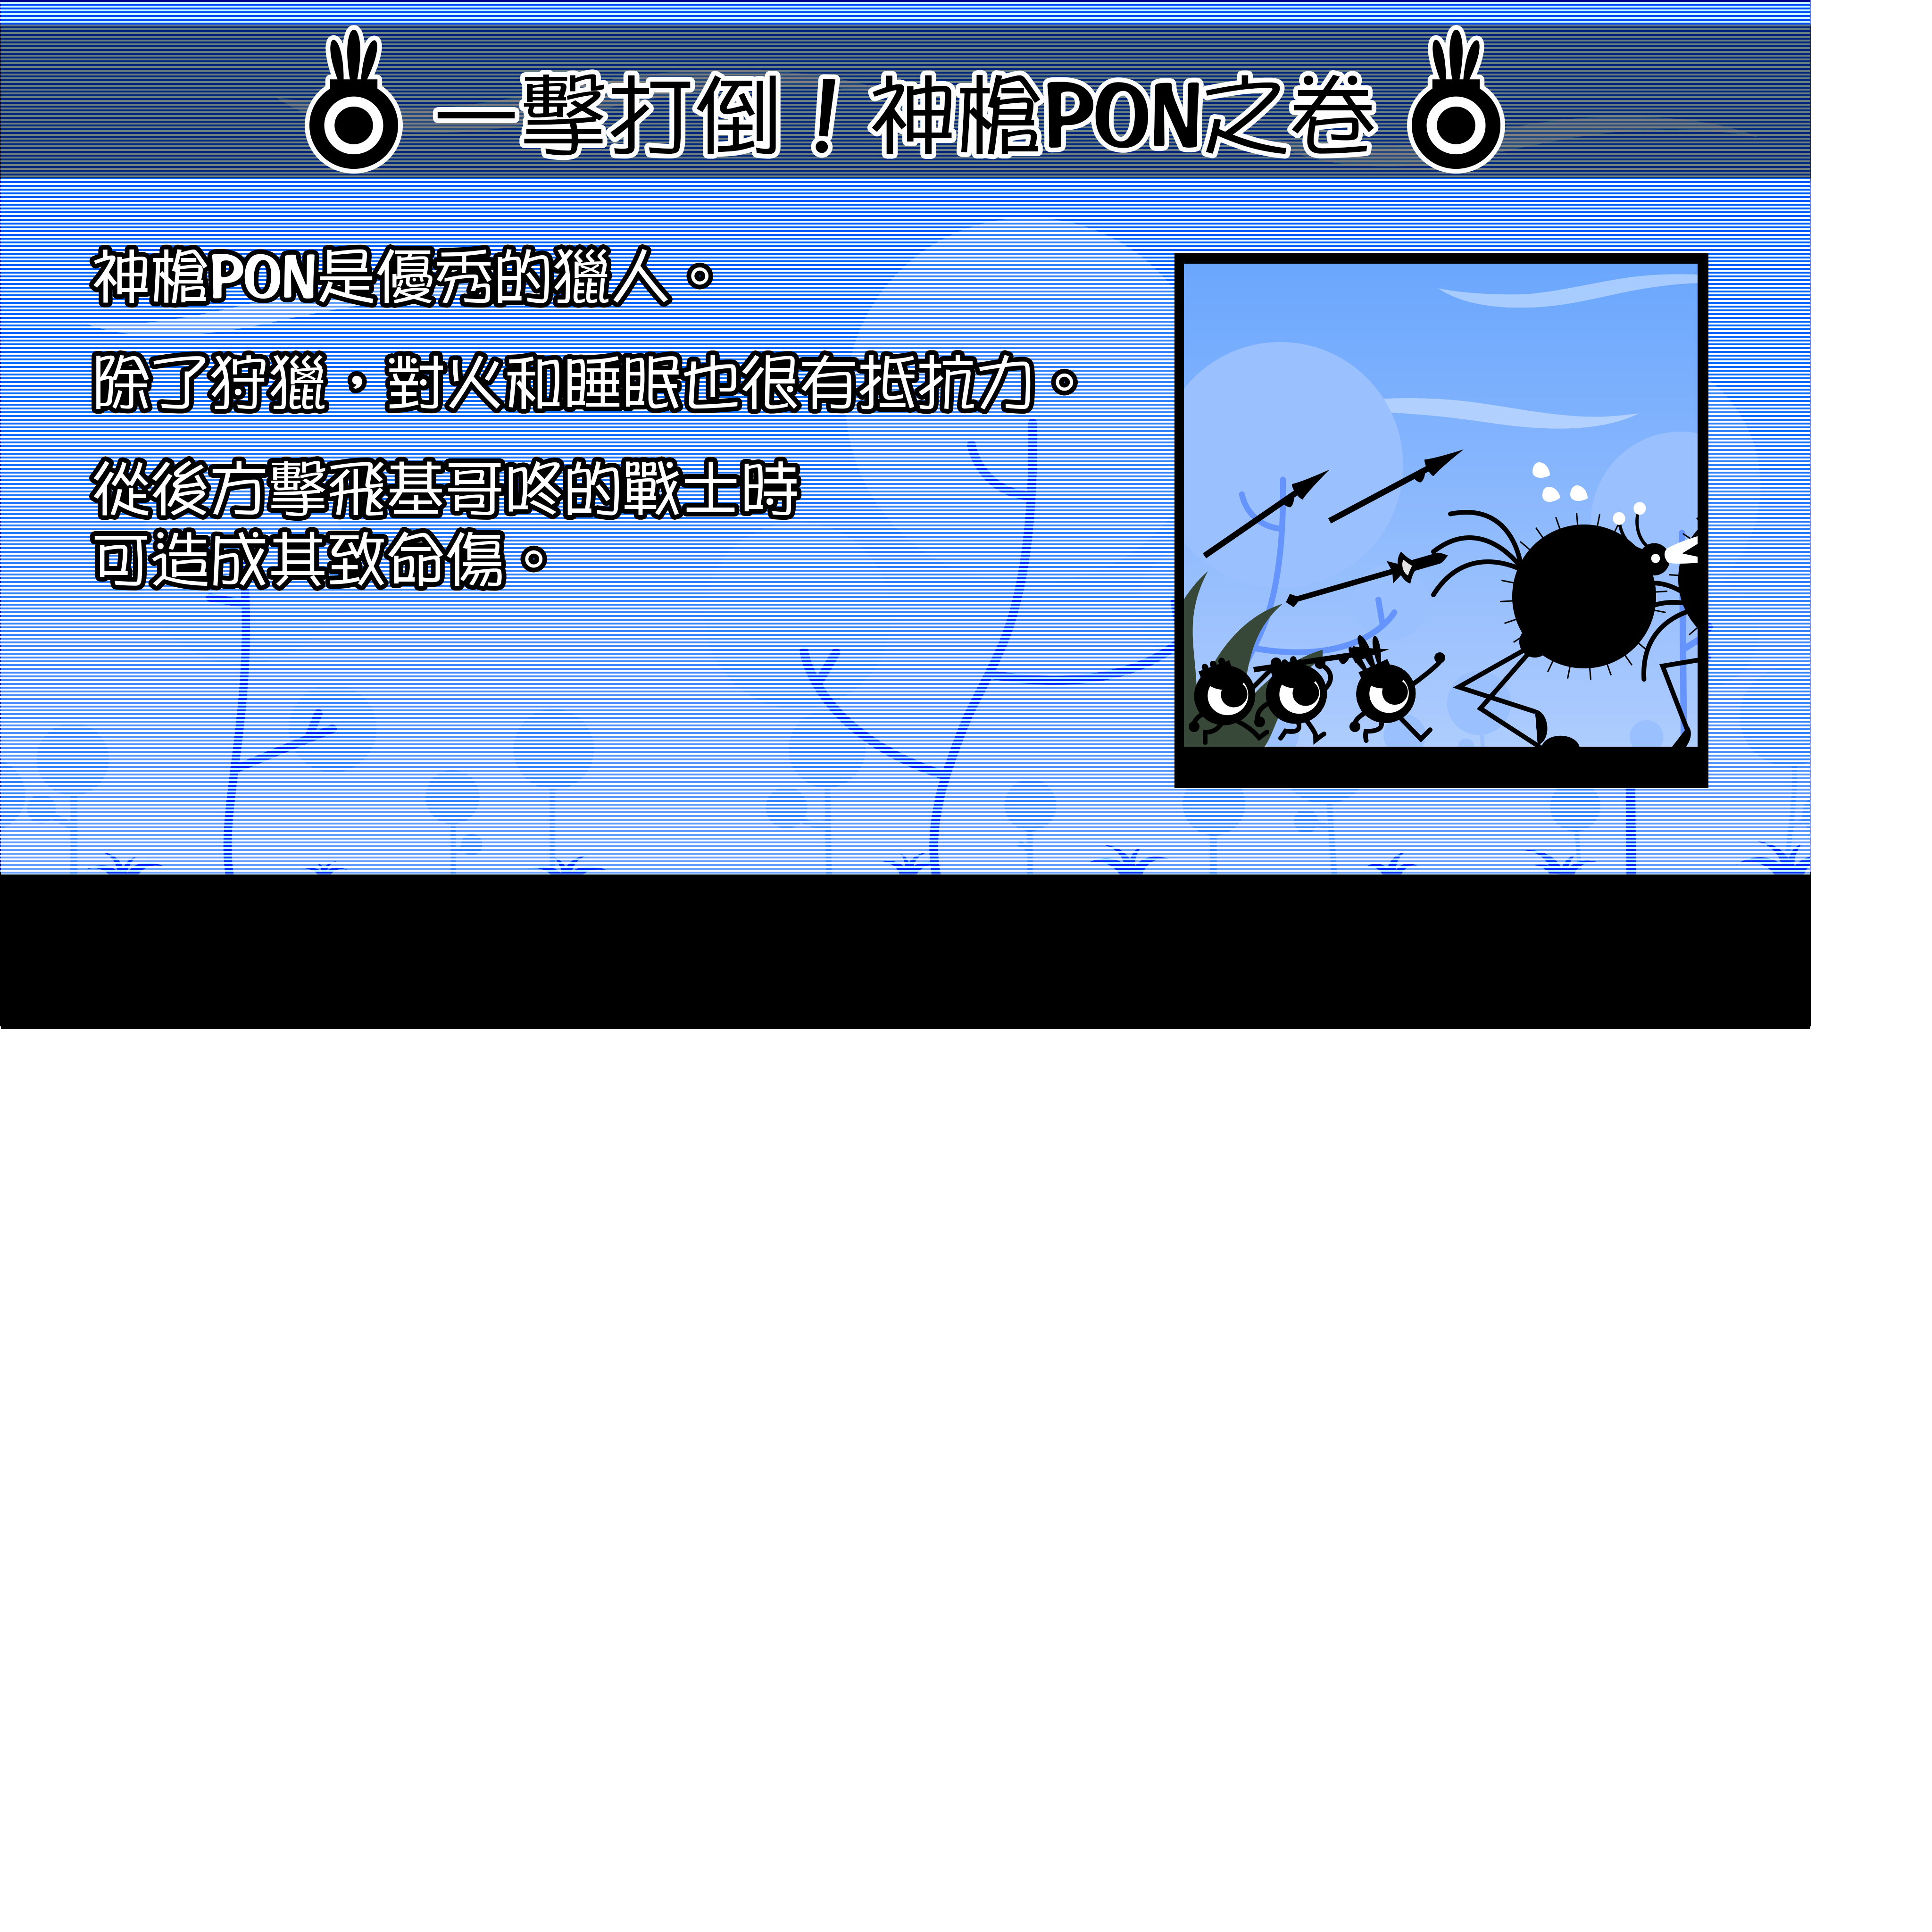 一擊打倒！神槍PON之卷
神槍PON是優秀的獵人。
除了狩獵，對火和睡眠也很有抵抗力。
從後方擊飛基哥咚的戰士時
可造成其致命傷。